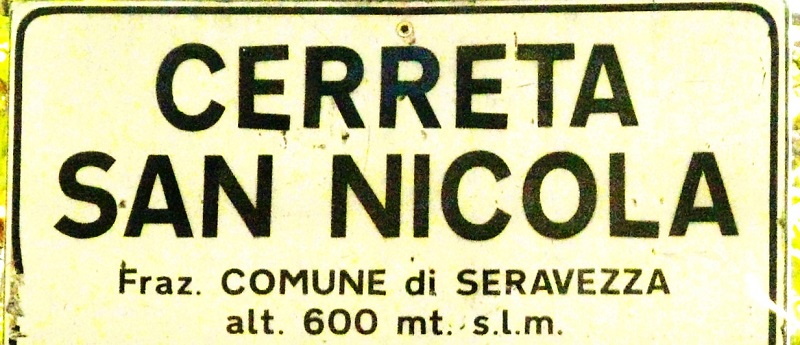 CERRETA
SAN NICOLA
Fraz. COMUNE di SERAVEZZA
alt. 600 mt. s.l.m.